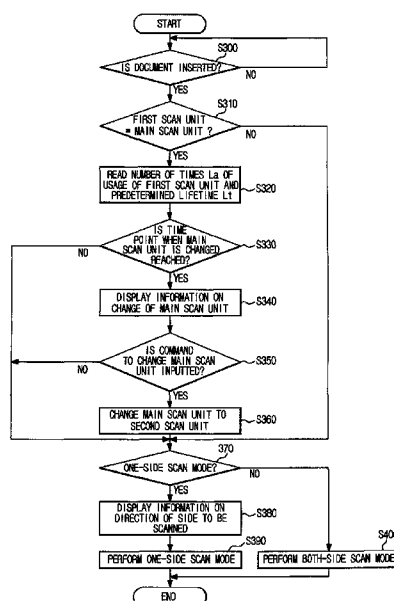 START
S300
IS DOCUMENT INSERTED?
NO
YES
S310
FIRST SCAN UNIT
= MAIN SCAN UNIT ?
NO
YES
READ NUMBER OF TIMES La OF
USAGE OF FIRST SCAN UNIT AND
PREDETERMINED LIFETIME Lt
S320
IS TIME
POINT WHEN MAIN
SCAN UNIT IS CHANGED
REACHED?
S330
NO
YES
DISPLAY INFORMATION ON
CHANGE OF MAIN SCAN UNIT
S340
IS COMMAND
TO CHANGE MAIN SCAN
UNIT INPUTTED?
S350
NO
YES
CHANGE MAIN SCAN UNIT TO
SECOND SCAN UNIT
S360
370
ONE-SIDE SCAN MODE?
NO
YES
DISPLAY INFORMATION ON
DIRECTION OF SIDE TO BE
SCANNED
S380
S390
S400
PERFORM ONE-SIDE SCAN MODE
PERFORM BOTH-SIDE SCAN MODE
END